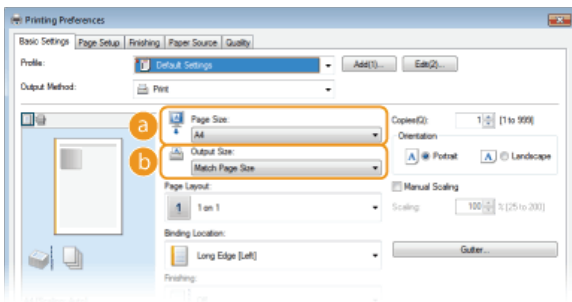 Printing Preferences
Basic Settings Page Setup Finishing Paper Source Quality
Profile: Default Settings Add(1)... Edit(2)...
Output Method: Print
a Page Size: Copies(Q): 1 [1 to 999]
A4 Orientation
b Output Size: A Portrait A Landscape
Match Page Size
Page Layout: Manual Scaling
1 1 on 1 Scaling: 100 % [25 to 200]
Binding Location:
Long Edge [Left] Gutter...
Finishing: